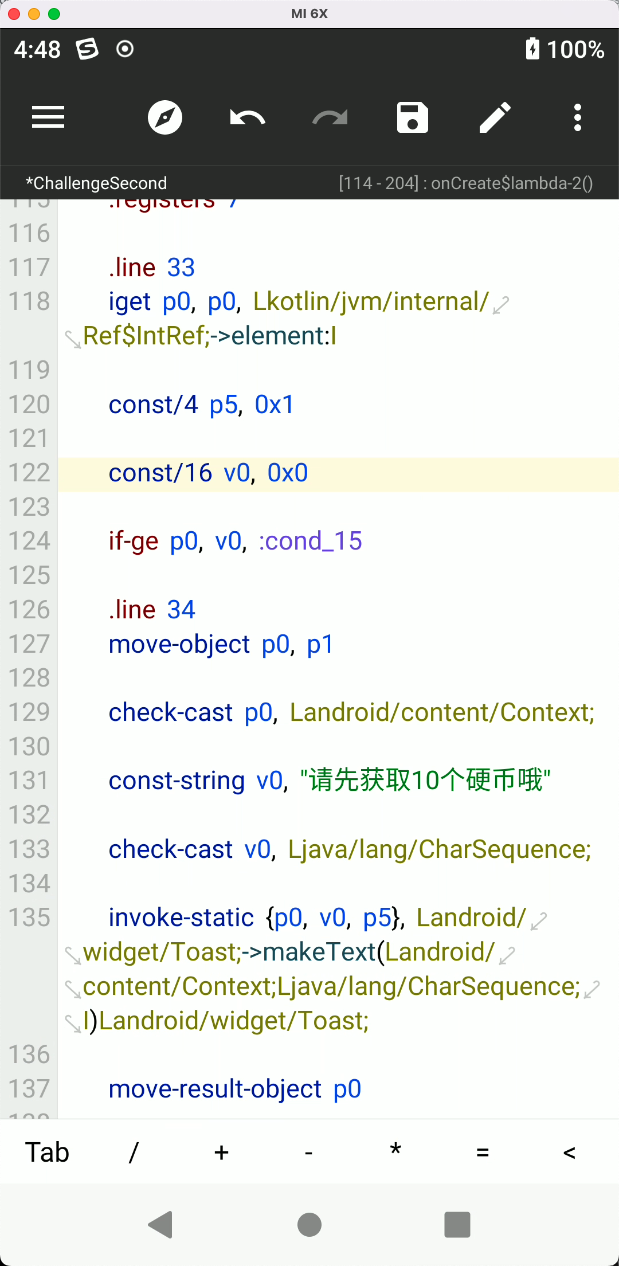 MI 6X
4:48 100%
*ChallengeSecond [114 - 204] : onCreate$lambda-2()
115 .registers 7
116
117 .line 33
118 iget p0, p0, Lkotlin/jvm/internal/
Ref$IntRef;->element:I
119
120 const/4 p5, 0x1
121
122 const/16 v0, 0x0
123
124 if-ge p0, v0, :cond_15
125
126 .line 34
127 move-object p0, p1
128
129 check-cast p0, Landroid/content/Context;
130
131 const-string v0, "请先获取10个硬币哦"
132
133 check-cast v0, Ljava/lang/CharSequence;
134
135 invoke-static {p0, v0, p5}, Landroid/
widget/Toast;->makeText(Landroid/
content/Context;Ljava/lang/CharSequence;
I)Landroid/widget/Toast;
136
137 move-result-object p0
Tab / + - * = <